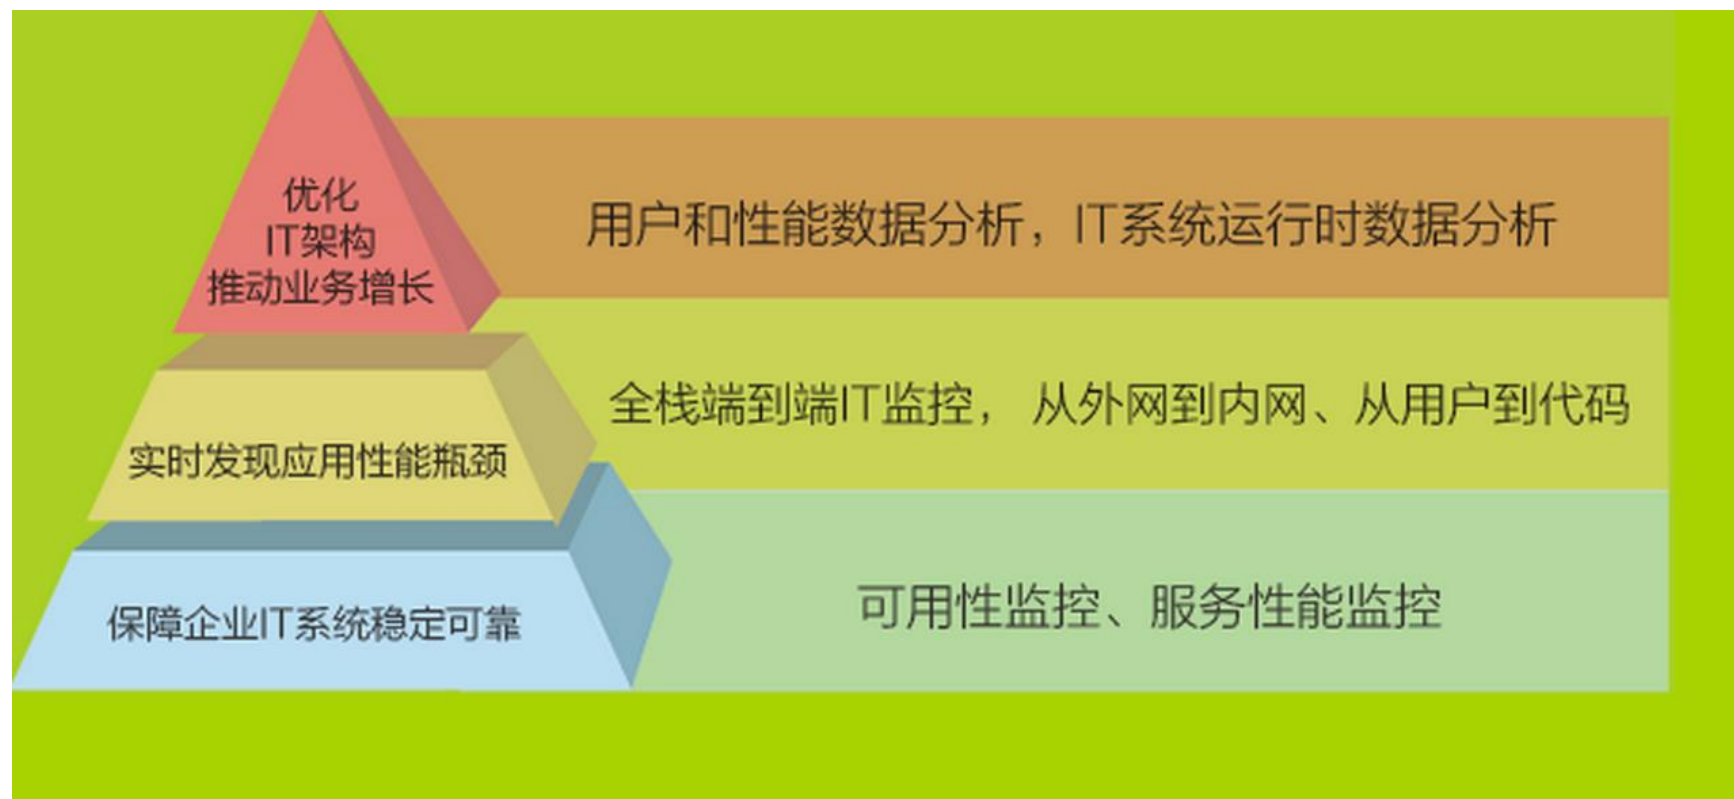 优化
IT架构
推动业务增长
用户和性能数据分析，IT系统运行时数据分析
全栈端到端IT监控， 从外网到内网、从用户到代码
实时发现应用性能瓶颈
可用性监控、服务性能监控
保障企业IT系统稳定可靠